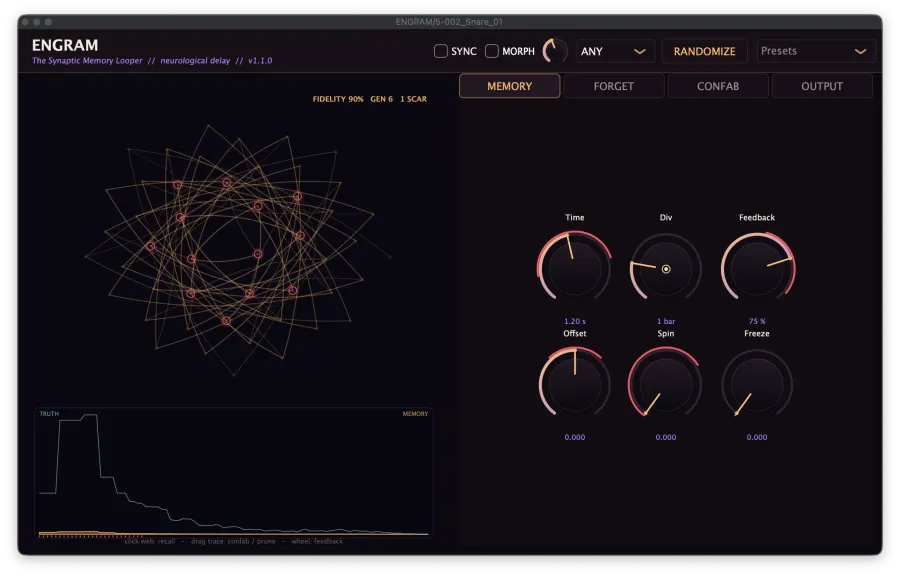 ENGRAM/5-002_Snare_01
ENGRAM
The Synaptic Memory Looper // neurological delay // v1.1.0
SYNC MORPH ANY RANDOMIZE Presets
MEMORY FORGET CONFAB OUTPUT
FIDELITY 90% GEN 6 1 SCAR
Time Div Feedback
1.20 s 1 bar 75 %
Offset Spin Freeze
0.000 0.000 0.000
TRUTH MEMORY
click web: recall – drag trace: confab / prune – wheel: feedback